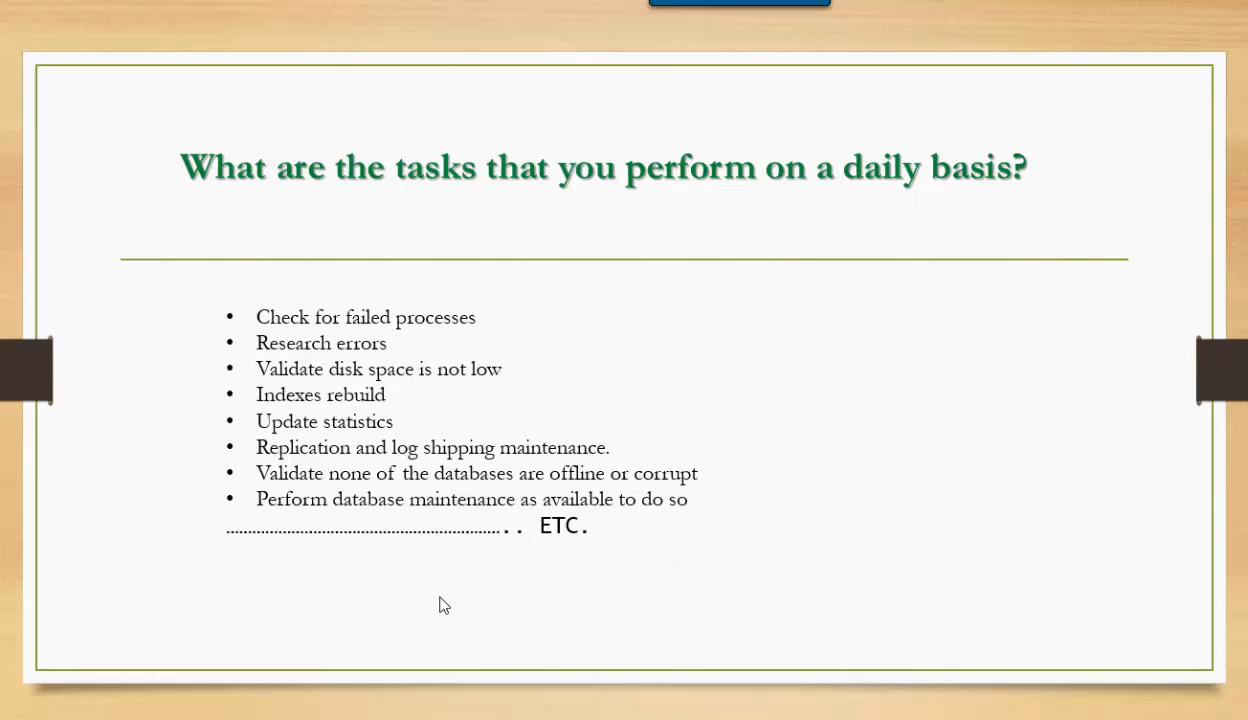 What are the tasks that you perform on a daily basis?
• Check for failed processes
• Research errors
• Validate disk space is not low
• Indexes rebuild
• Update statistics
• Replication and log shipping maintenance.
• Validate none of the databases are offline or corrupt
• Perform database maintenance as available to do so
…………………………………………………….. ETC.